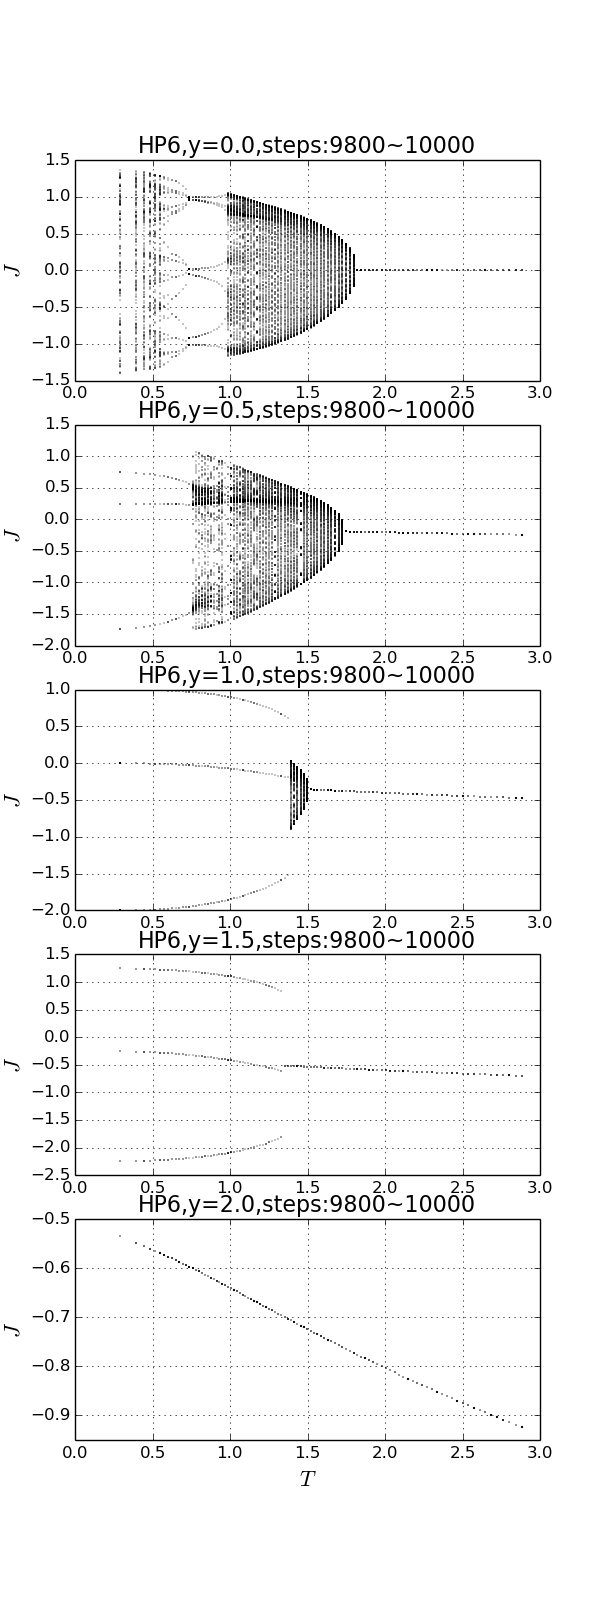 HP6,y=0.0,steps:9800~10000
1.5
1.0
0.5
0.0
−0.5
−1.0
−1.5
J
0.0 0.5 1.0 1.5 2.0 2.5 3.0
HP6,y=0.5,steps:9800~10000
1.5
1.0
0.5
0.0
−0.5
−1.0
−1.5
−2.0
J
0.0 0.5 1.0 1.5 2.0 2.5 3.0
HP6,y=1.0,steps:9800~10000
1.0
0.5
0.0
−0.5
−1.0
−1.5
−2.0
J
0.0 0.5 1.0 1.5 2.0 2.5 3.0
HP6,y=1.5,steps:9800~10000
1.5
1.0
0.5
0.0
−0.5
−1.0
−1.5
−2.0
−2.5
J
0.0 0.5 1.0 1.5 2.0 2.5 3.0
HP6,y=2.0,steps:9800~10000
−0.5
−0.6
−0.7
−0.8
−0.9
J
0.0 0.5 1.0 1.5 2.0 2.5 3.0
T